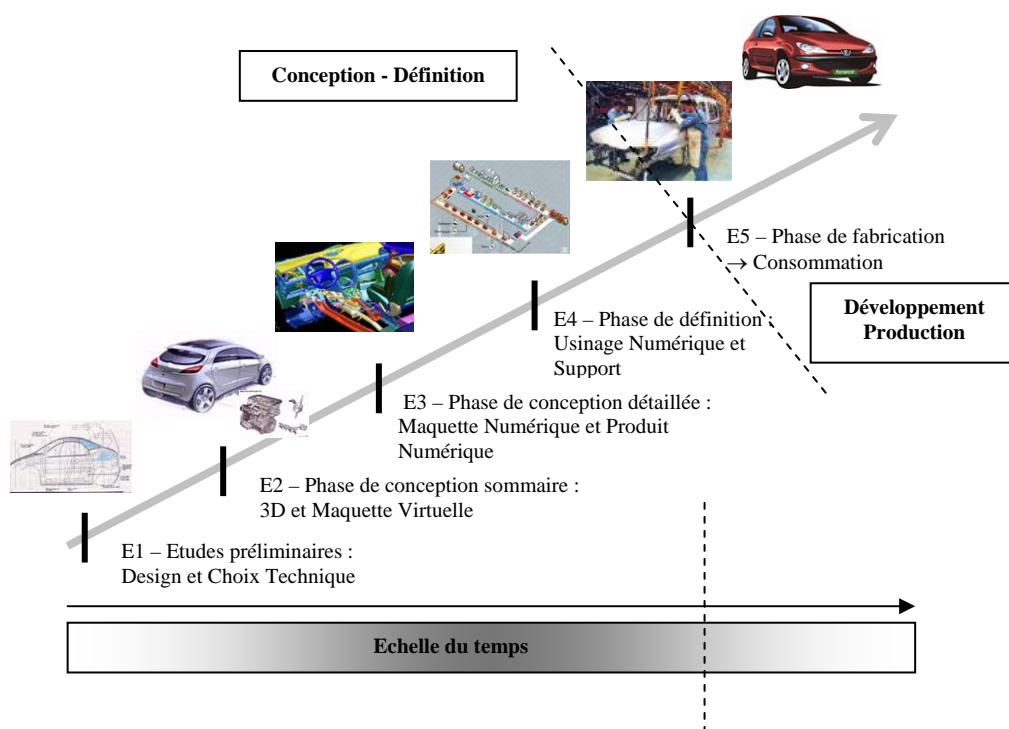 Conception - Définition
E5 – Phase de fabrication
→ Consommation
Développement
Production
E4 – Phase de définition :
Usinage Numérique et
Support
E3 – Phase de conception détaillée :
Maquette Numérique et Produit
Numérique
E2 – Phase de conception sommaire :
3D et Maquette Virtuelle
E1 – Etudes préliminaires :
Design et Choix Technique
Echelle du temps